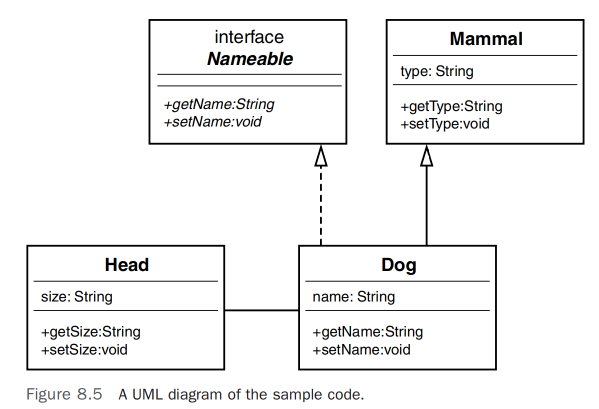 interface
Nameable
+getName:String
+setName:void
Mammal
type: String
+getType:String
+setType:void
Head
size: String
+getSize:String
+setSize:void
Dog
name: String
+getName:String
+setName:void
Figure 8.5 A UML diagram of the sample code.